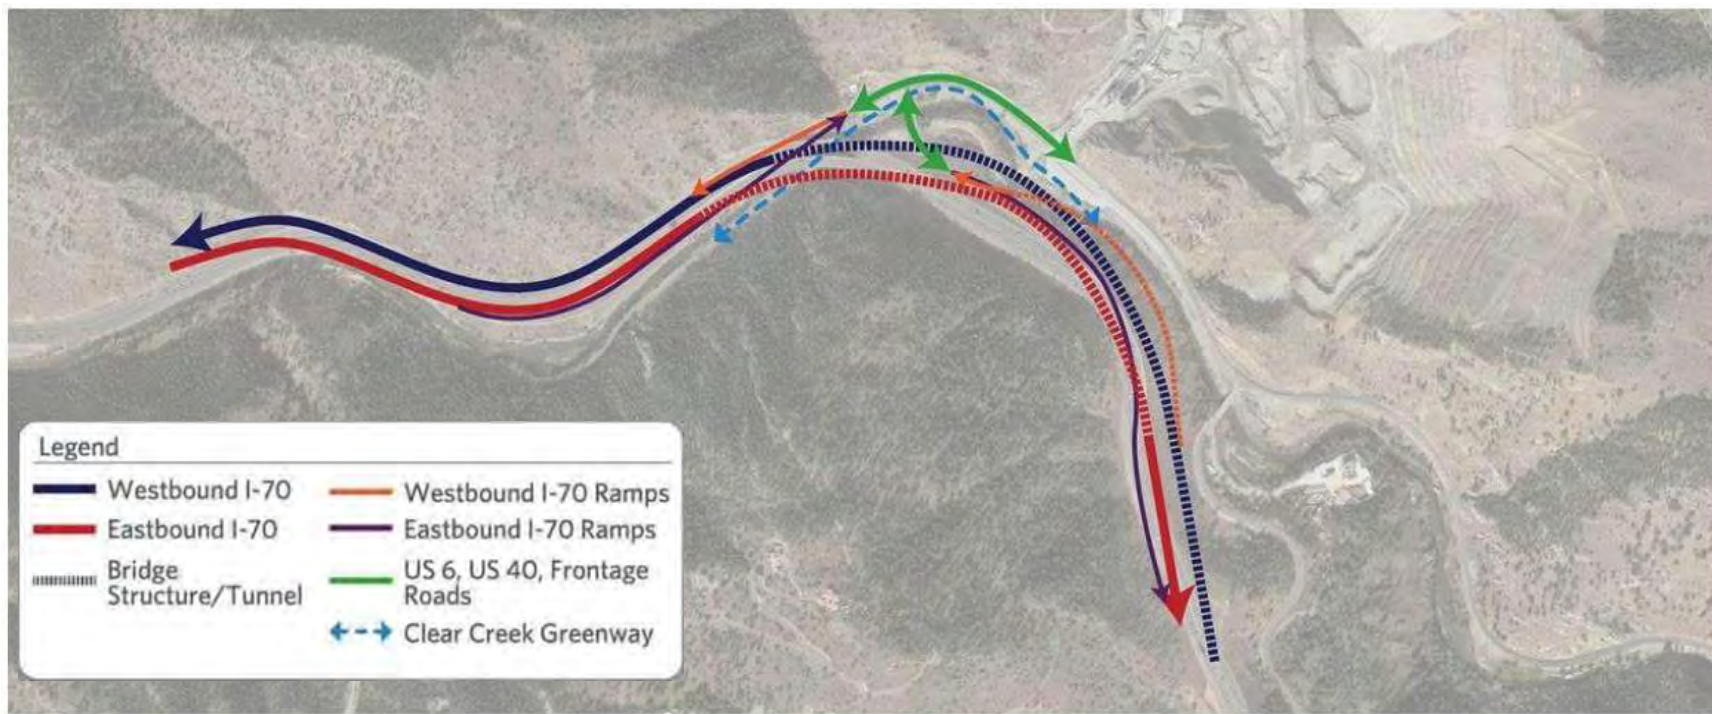 Legend
Westbound I-70
Eastbound I-70
Bridge
Structure/Tunnel
Westbound I-70 Ramps
Eastbound I-70 Ramps
US 6, US 40, Frontage
Roads
Clear Creek Greenway